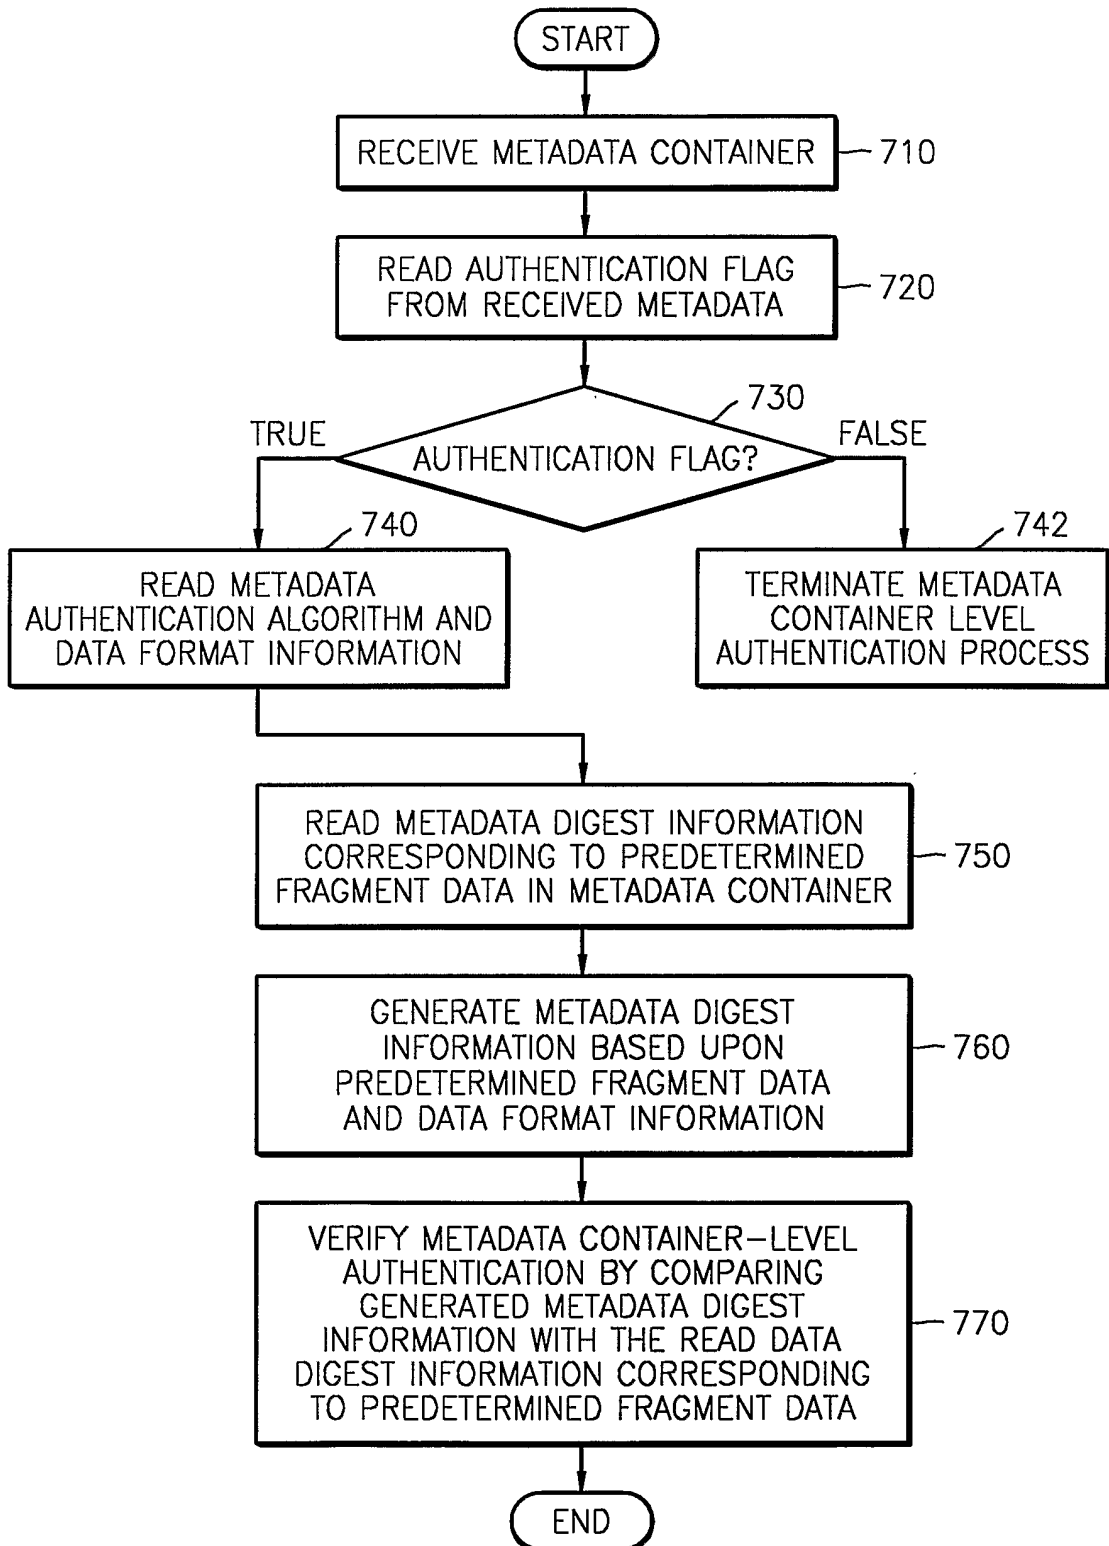 START
RECEIVE METADATA CONTAINER
710
READ AUTHENTICATION FLAG
FROM RECEIVED METADATA
720
730
TRUE
FALSE
AUTHENTICATION FLAG?
740
742
READ METADATA
AUTHENTICATION ALGORITHM AND
DATA FORMAT INFORMATION
TERMINATE METADATA
CONTAINER LEVEL
AUTHENTICATION PROCESS
READ METADATA DIGEST INFORMATION
CORRESPONDING TO PREDETERMINED
FRAGMENT DATA IN METADATA CONTAINER
750
GENERATE METADATA DIGEST
INFORMATION BASED UPON
PREDETERMINED FRAGMENT DATA
AND DATA FORMAT INFORMATION
760
VERIFY METADATA CONTAINER-LEVEL
AUTHENTICATION BY COMPARING
GENERATED METADATA DIGEST
INFORMATION WITH THE READ DATA
DIGEST INFORMATION CORRESPONDING
TO PREDETERMINED FRAGMENT DATA
770
END